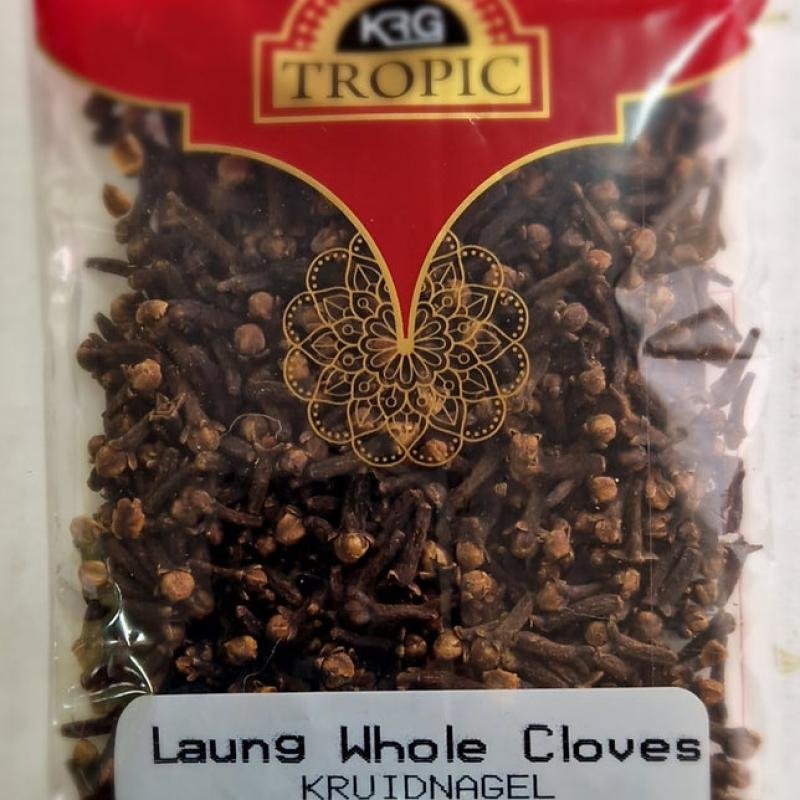 KRG
TROPIC
Laung Whole Cloves
KRUIDNAGEL